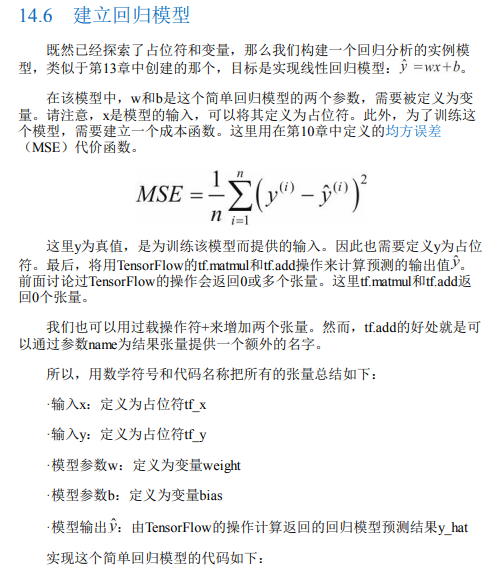 14.6 建立回归模型
既然已经探索了占位符和变量，那么我们构建一个回归分析的实例模
型，类似于第13章中创建的那个，目标是实现线性回归模型：ŷ =wx+b。
在该模型中，w和b是这个简单回归模型的两个参数，需要被定义为变
量。请注意，x是模型的输入，可以将其定义为占位符。此外，为了训练这
个模型，需要建立一个成本函数。这里用在第10章中定义的均方误差
（MSE）代价函数。
MSE = 1/n ∑_{i=1}^{n} (y^{(i)} − ŷ^{(i)})^2
这里y为真值，是为训练该模型而提供的输入。因此也需要定义y为占位
符。最后，将用TensorFlow的tf.matmul和tf.add操作来计算预测的输出值ŷ。
前面讨论过TensorFlow的操作会返回0或多个张量。这里tf.matmul和tf.add返
回0个张量。
我们也可以用过载操作符+来增加两个张量。然而，tf.add的好处就是可
以通过参数name为结果张量提供一个额外的名字。
所以，用数学符号和代码名称把所有的张量总结如下：
·输入x：定义为占位符tf_x
·输入y：定义为占位符tf_y
·模型参数w：定义为变量weight
·模型参数b：定义为变量bias
·模型输出ŷ：由TensorFlow的操作计算返回的回归模型预测结果y_hat
实现这个简单回归模型的代码如下：